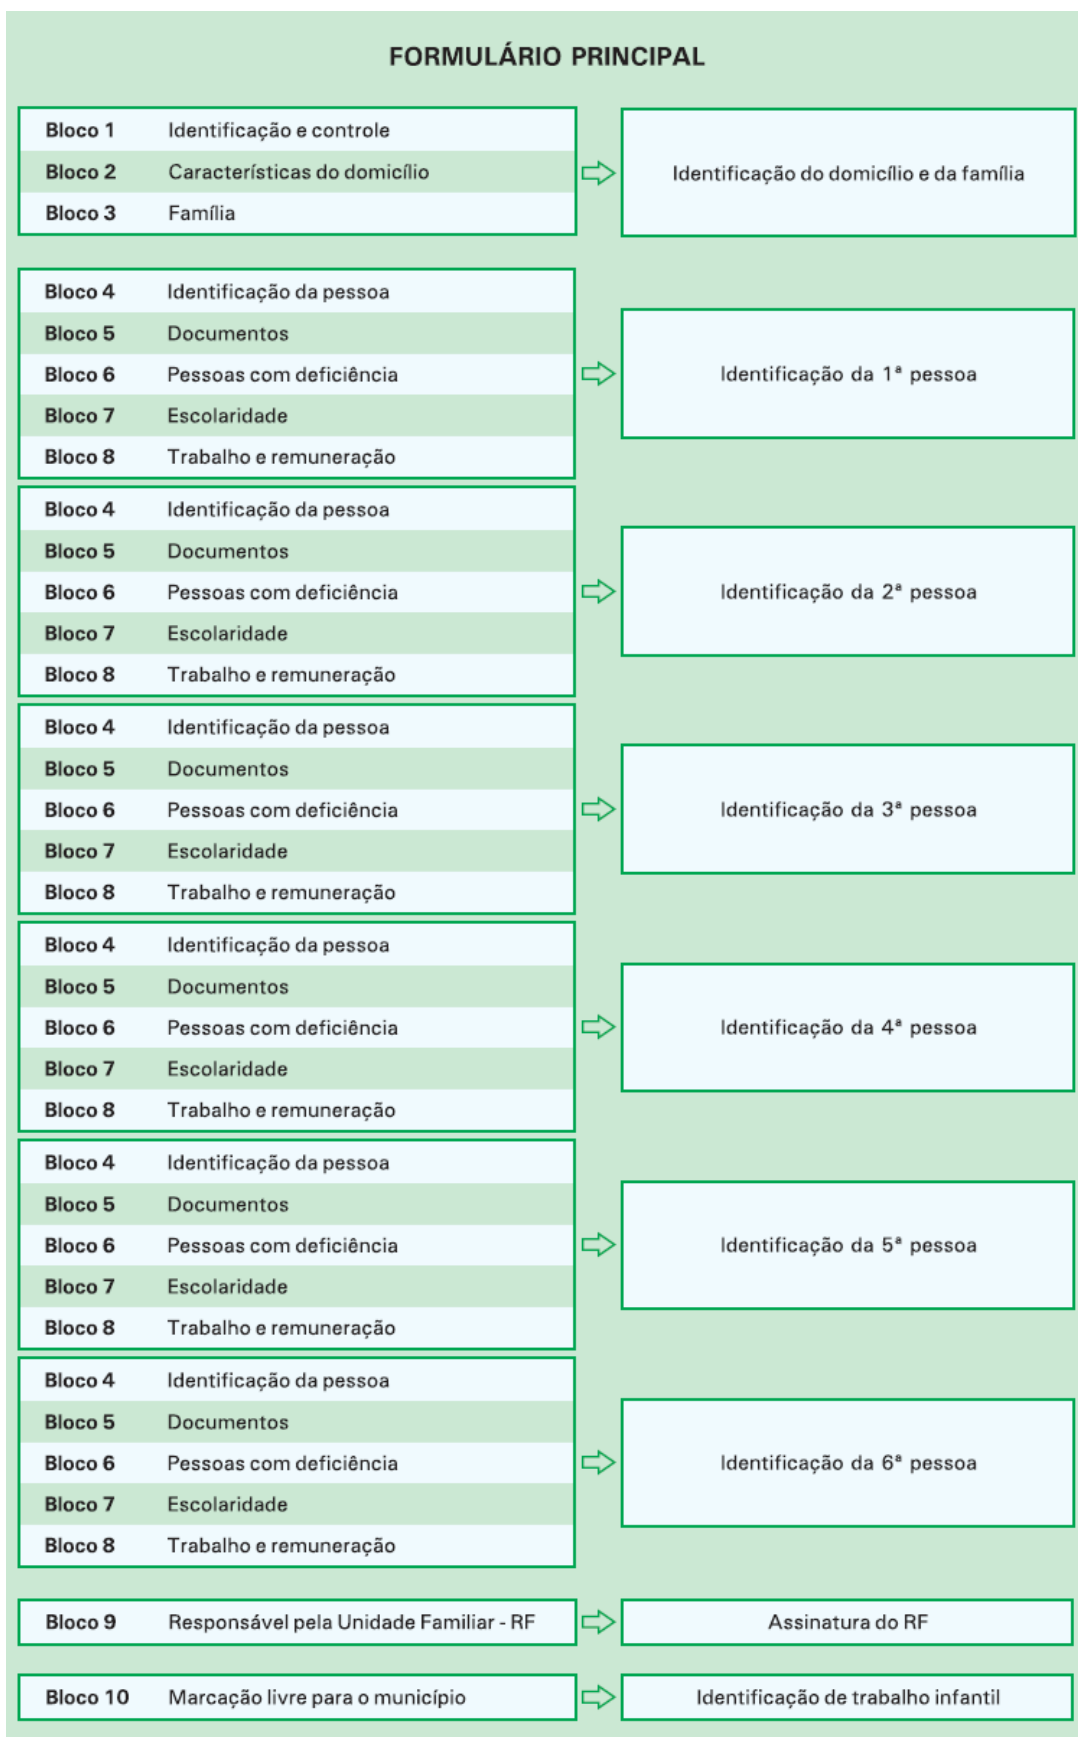 FORMULÁRIO PRINCIPAL
Bloco 1 Identificação e controle
Bloco 2 Características do domicílio
Bloco 3 Família
Identificação do domicílio e da família
Bloco 4 Identificação da pessoa
Bloco 5 Documentos
Bloco 6 Pessoas com deficiência
Bloco 7 Escolaridade
Bloco 8 Trabalho e remuneração
Identificação da 1ª pessoa
Bloco 4 Identificação da pessoa
Bloco 5 Documentos
Bloco 6 Pessoas com deficiência
Bloco 7 Escolaridade
Bloco 8 Trabalho e remuneração
Identificação da 2ª pessoa
Bloco 4 Identificação da pessoa
Bloco 5 Documentos
Bloco 6 Pessoas com deficiência
Bloco 7 Escolaridade
Bloco 8 Trabalho e remuneração
Identificação da 3ª pessoa
Bloco 4 Identificação da pessoa
Bloco 5 Documentos
Bloco 6 Pessoas com deficiência
Bloco 7 Escolaridade
Bloco 8 Trabalho e remuneração
Identificação da 4ª pessoa
Bloco 4 Identificação da pessoa
Bloco 5 Documentos
Bloco 6 Pessoas com deficiência
Bloco 7 Escolaridade
Bloco 8 Trabalho e remuneração
Identificação da 5ª pessoa
Bloco 4 Identificação da pessoa
Bloco 5 Documentos
Bloco 6 Pessoas com deficiência
Bloco 7 Escolaridade
Bloco 8 Trabalho e remuneração
Identificação da 6ª pessoa
Bloco 9 Responsável pela Unidade Familiar - RF
Assinatura do RF
Bloco 10 Marcação livre para o município
Identificação de trabalho infantil